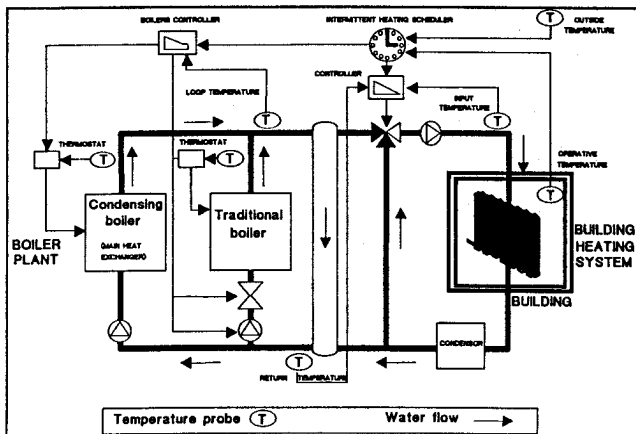 BOILERS CONTROLLER
INTERMITTENT HEATING SCHEDULER
T
OUTSIDE
TEMPERATURE
CONTROLLER
LOOP TEMPERATURE
T
INPUT
TEMPERATURE
T
THERMOSTAT
T
THERMOSTAT
T
OPERATIVE
TEMPERATURE
T
Condensing
boiler
(MAIN HEAT
EXCHANGER)
Traditional
boiler
BOILER
PLANT
BUILDING
HEATING
SYSTEM
BUILDING
CONDENSOR
T
RETURN TEMPERATURE
Temperature probe T Water flow